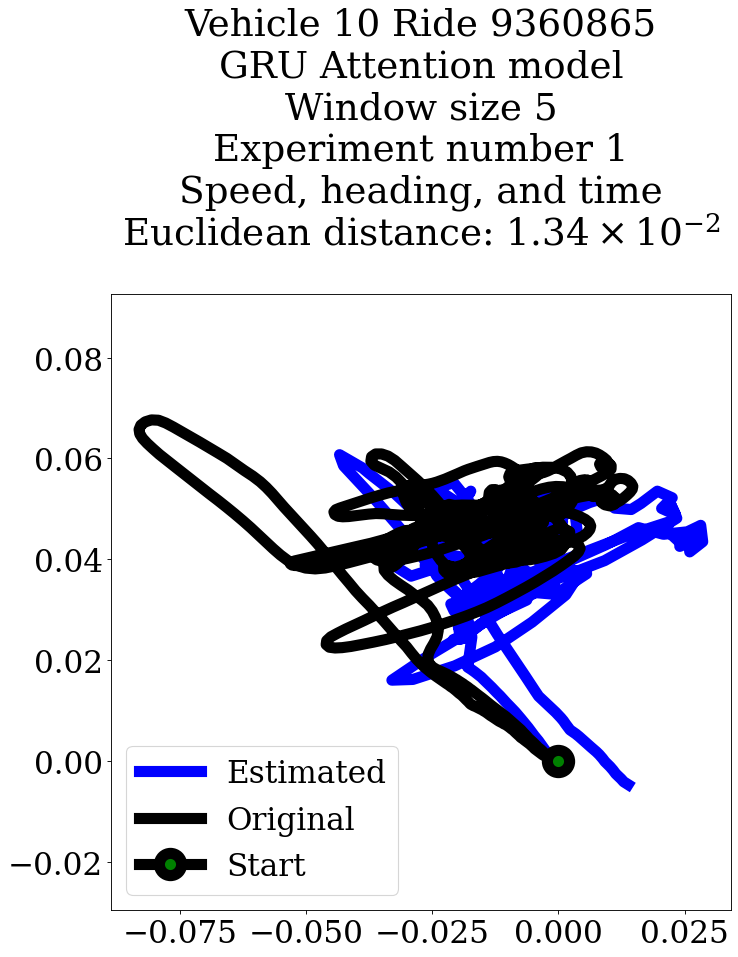 Vehicle 10 Ride 9360865
GRU Attention model
Window size 5
Experiment number 1
Speed, heading, and time
Euclidean distance: 1.34 × 10⁻²
0.08
0.06
0.04
0.02
0.00
−0.02
Estimated
Original
Start
−0.075 −0.050 −0.025 0.000 0.025